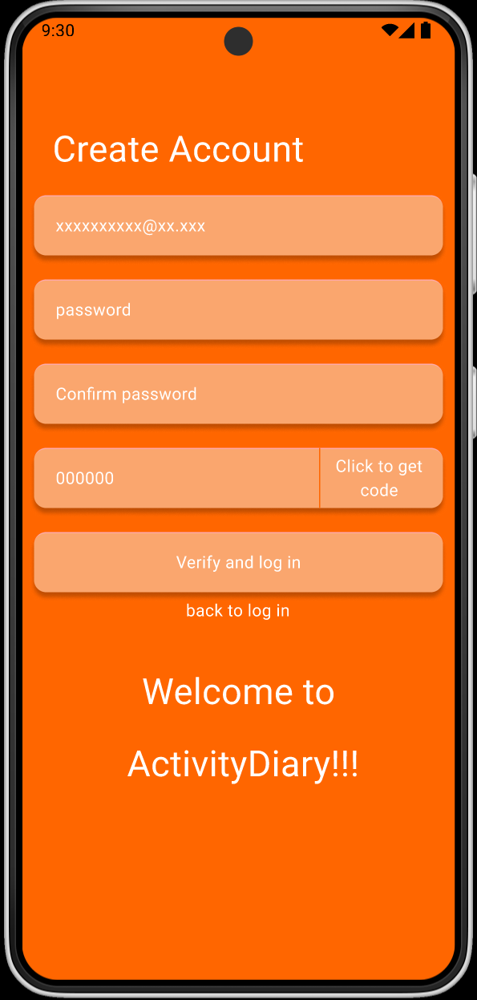 9:30
Create Account
xxxxxxxxxx@xx.xxx
password
Confirm password
000000
Click to get
code
Verify and log in
back to log in
Welcome to
ActivityDiary!!!